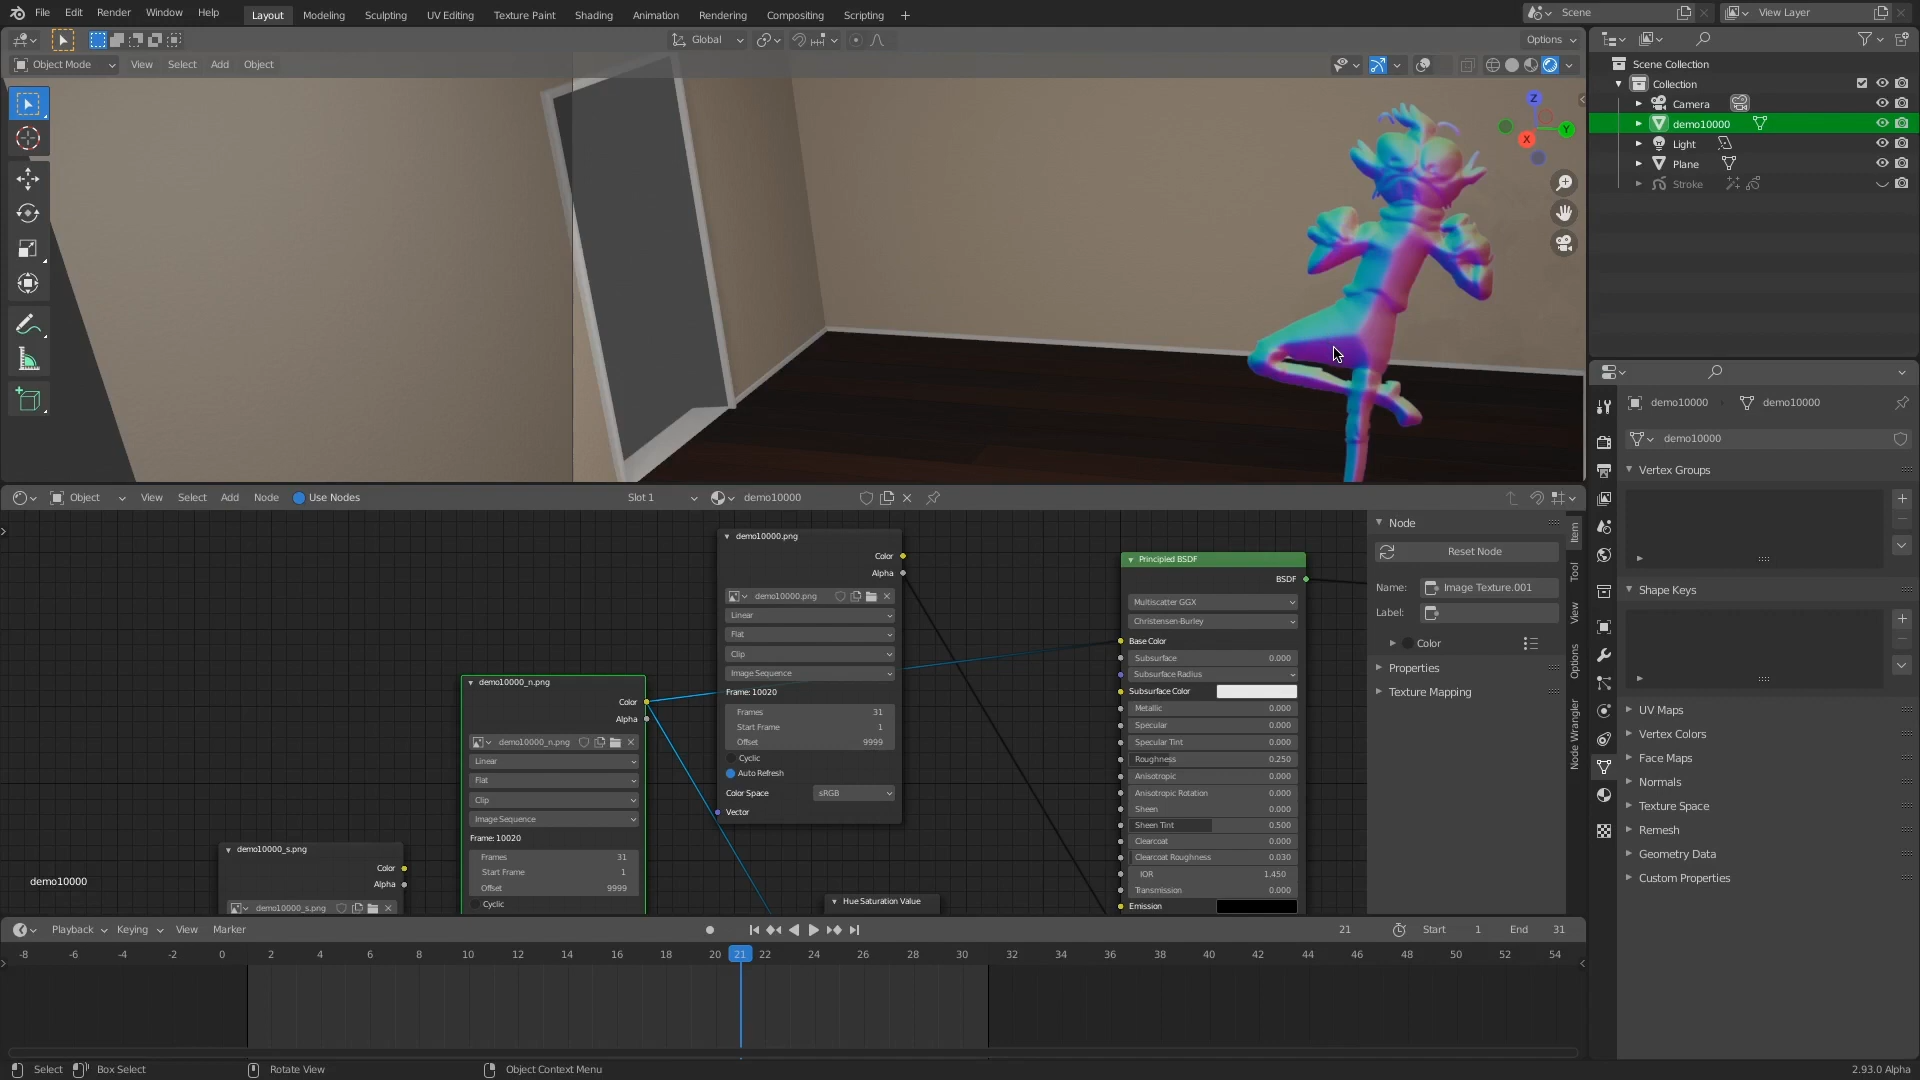 File Edit Render Window Help Layout Modeling Sculpting UV Editing Texture Paint Shading Animation Rendering Compositing Scripting + Scene View Layer
Global Options
Object Mode View Select Add Object
Z
Y
X
Scene Collection
Collection
Camera
demo10000
Light
Plane
Stroke
demo10000 demo10000
demo10000
Vertex Groups
Shape Keys
UV Maps
Vertex Colors
Face Maps
Normals
Texture Space
Remesh
Geometry Data
Custom Properties
Object View Select Add Node Use Nodes Slot 1 demo10000
demo10000.png
Color
Alpha
demo10000.png
Linear
Flat
Clip
Image Sequence
Frame: 10020
Frames 31
Start Frame 1
Offset 9999
Cyclic
Auto Refresh
Color Space sRGB
Vector
demo10000_n.png
Color
Alpha
demo10000_n.png
Linear
Flat
Clip
Image Sequence
Frame: 10020
Frames 31
Start Frame 1
Offset 9999
Cyclic
demo10000_s.png
Color
Alpha
demo10000_s.png
demo10000
Hue Saturation Value
Principled BSDF
BSDF
Multiscatter GGX
Christensen-Burley
Base Color
Subsurface 0.000
Subsurface Radius
Subsurface Color
Metallic 0.000
Specular 0.000
Specular Tint 0.000
Roughness 0.250
Anisotropic 0.000
Anisotropic Rotation 0.000
Sheen 0.000
Sheen Tint 0.500
Clearcoat 0.000
Clearcoat Roughness 0.030
IOR 1.450
Transmission 0.000
Emission
Node
Reset Node
Name: Image Texture.001
Label:
Color
Properties
Texture Mapping
Item
Tool
View
Options
Node Wrangler
Playback Keying View Marker 21 Start 1 End 31
-8 -6 -4 -2 0 2 4 6 8 10 12 14 16 18 20 21 22 24 26 28 30 32 34 36 38 40 42 44 46 48 50 52 54
Select Box Select Rotate View Object Context Menu 2.93.0 Alpha